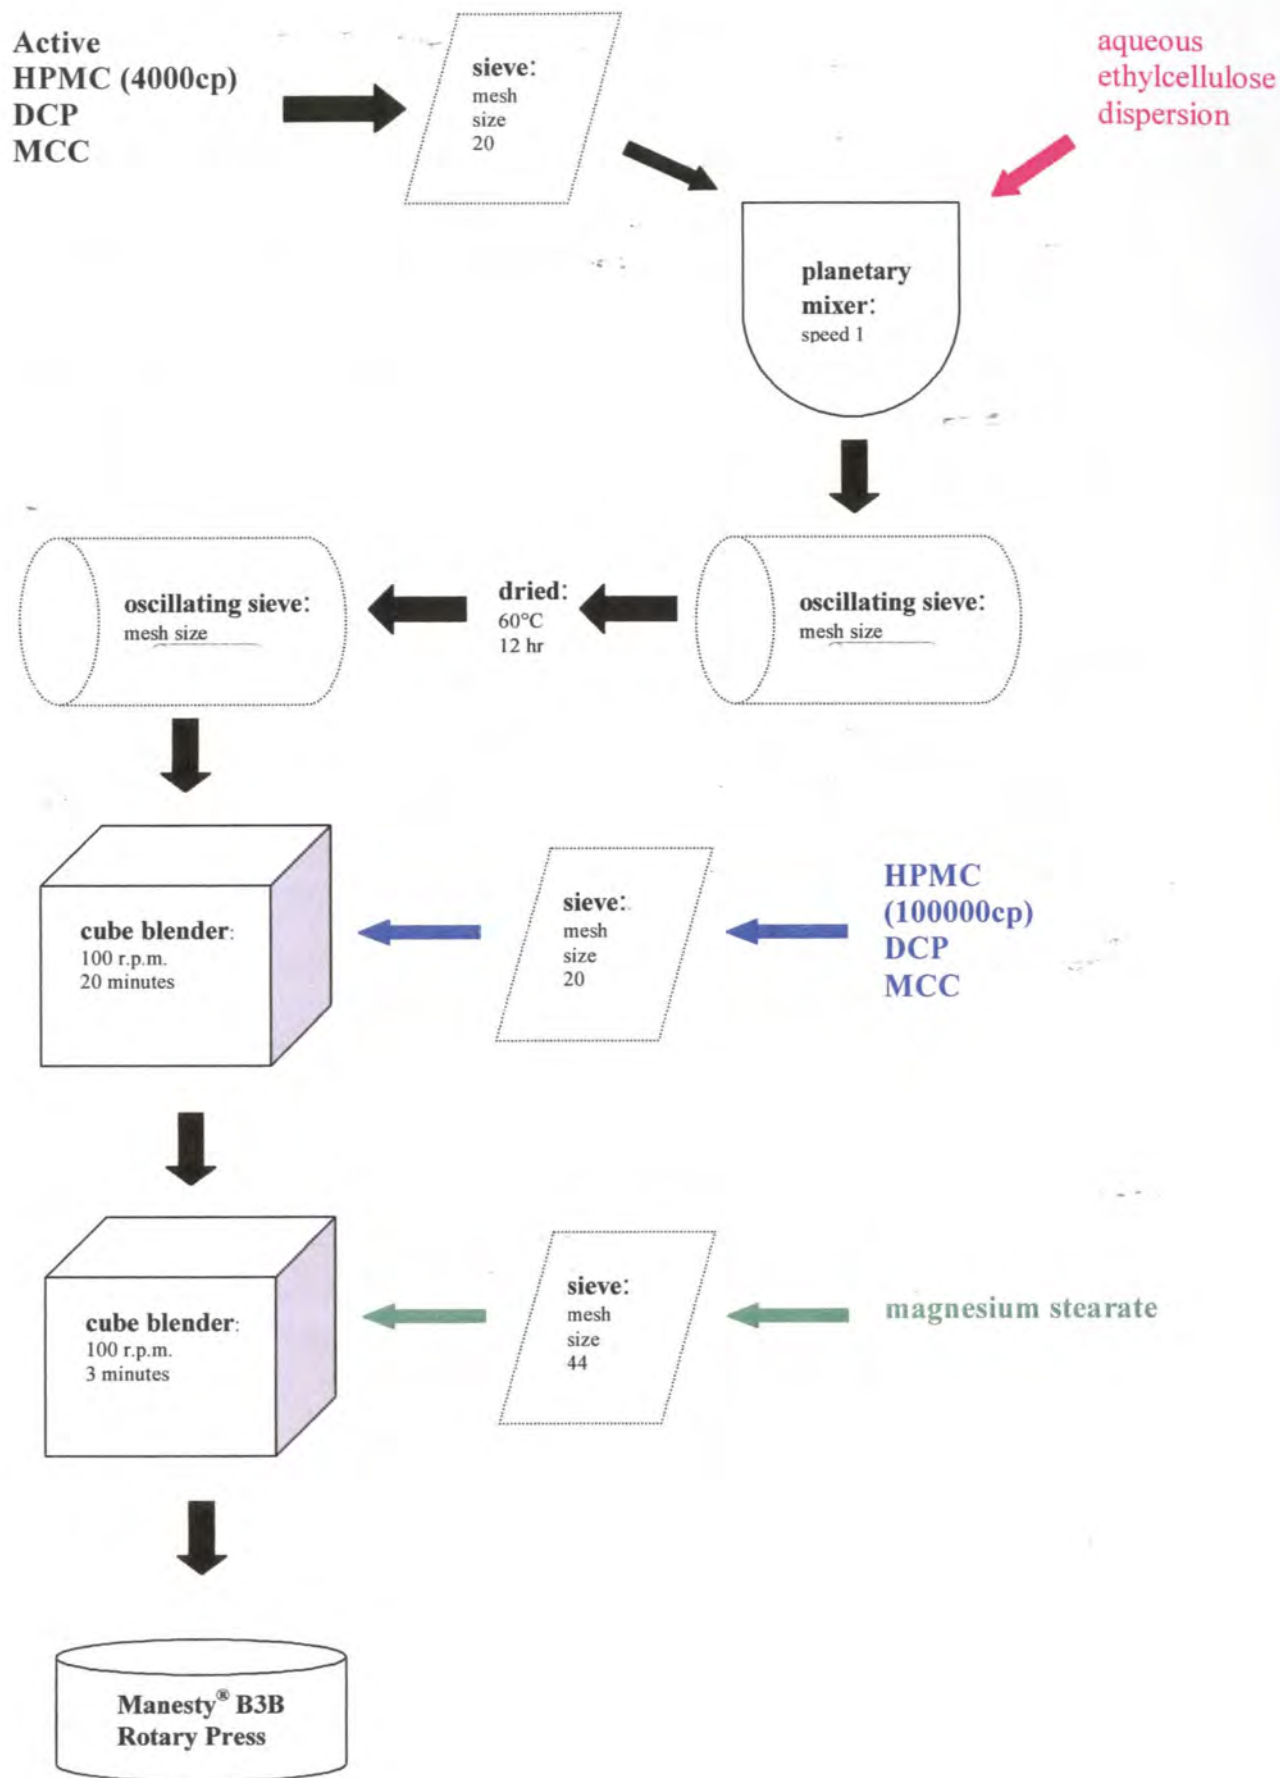 Active
HPMC (4000cp)
DCP
MCC
sieve:
mesh
size
20
aqueous
ethylcellulose
dispersion
planetary
mixer:
speed 1
oscillating sieve:
mesh size
dried:
60°C
12 hr
oscillating sieve:
mesh size
cube blender:
100 r.p.m.
20 minutes
sieve:
mesh
size
20
HPMC
(100000cp)
DCP
MCC
cube blender:
100 r.p.m.
3 minutes
sieve:
mesh
size
44
magnesium stearate
Manesty® B3B
Rotary Press